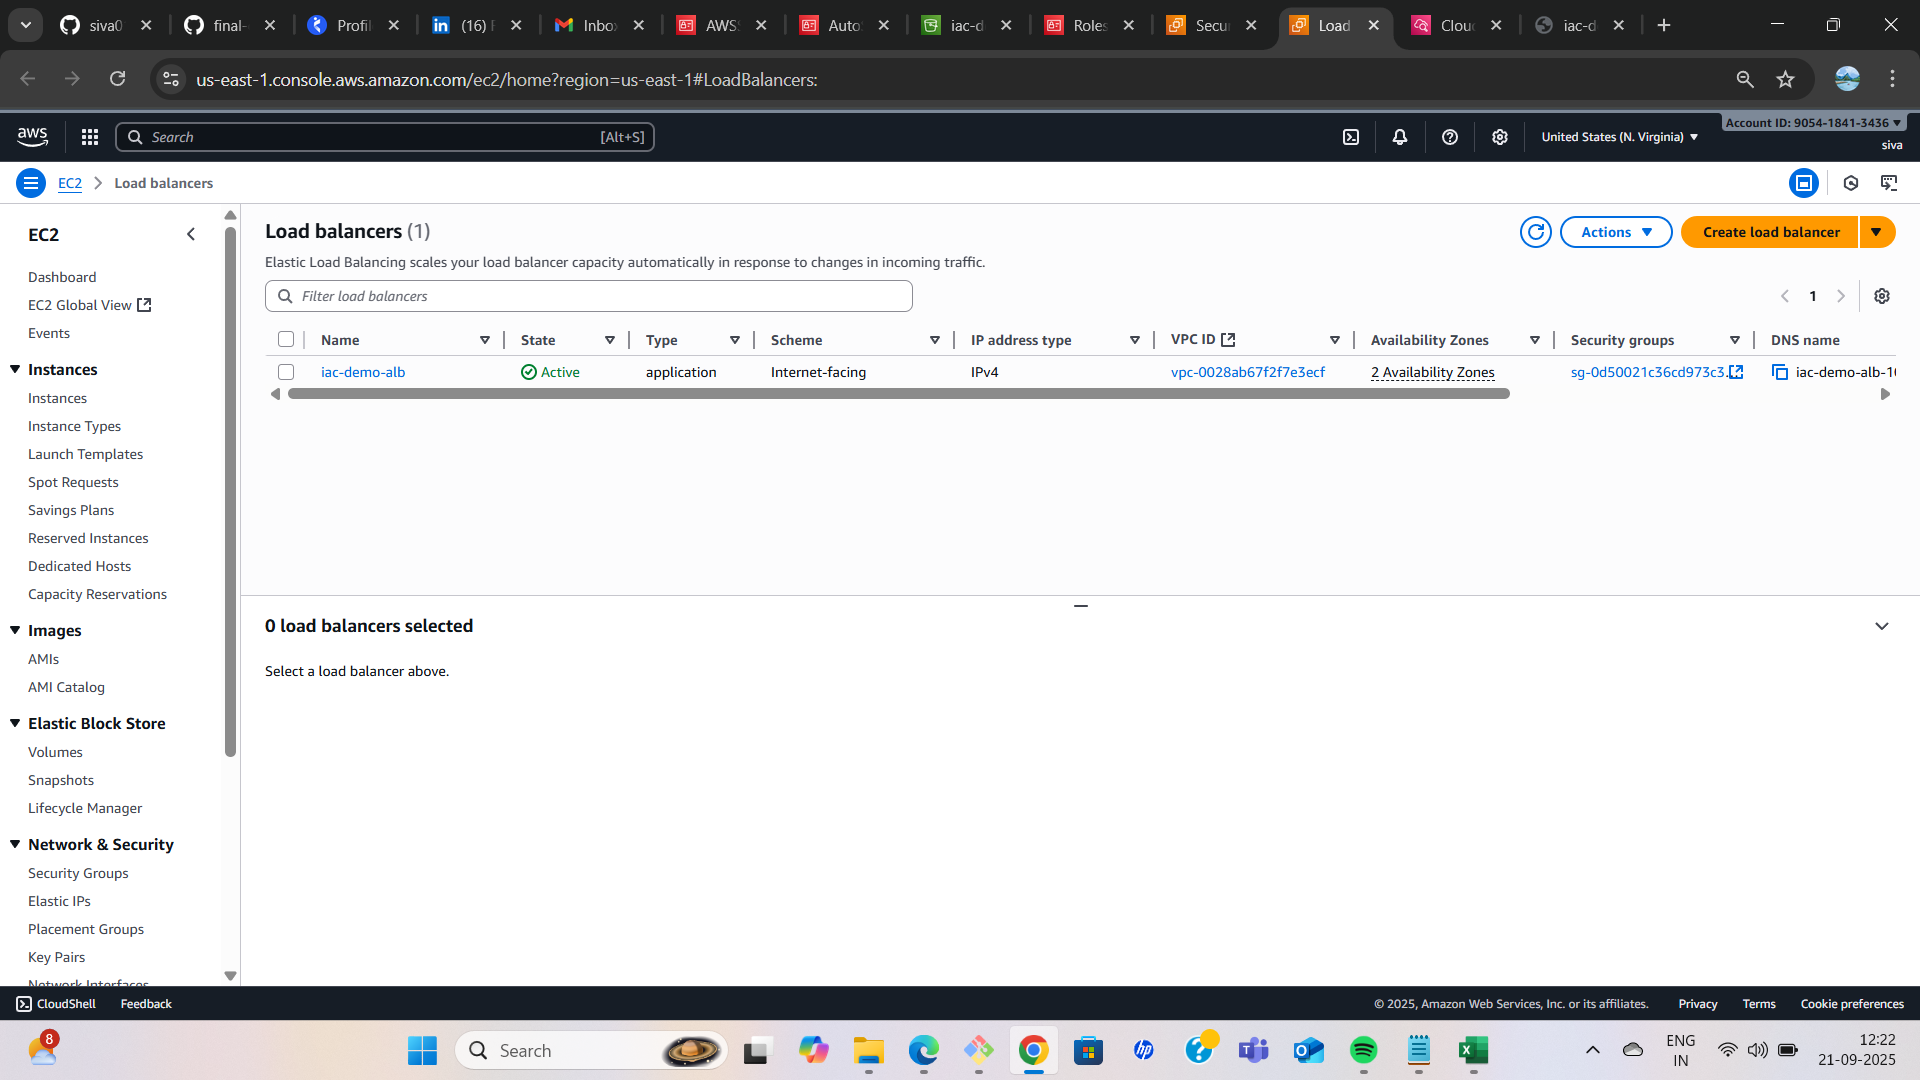 siva0
final-
Profil
(16) F
Inbo
AWS
Auto
iac-d
Roles
Secu
Load
Clou
iac-d
us-east-1.console.aws.amazon.com/ec2/home?region=us-east-1#LoadBalancers:
aws
Search
[Alt+S]
United States (N. Virginia)
Account ID: 9054-1841-3436
siva
EC2
Load balancers
EC2
Dashboard
EC2 Global View
Events
Instances
Instances
Instance Types
Launch Templates
Spot Requests
Savings Plans
Reserved Instances
Dedicated Hosts
Capacity Reservations
Images
AMIs
AMI Catalog
Elastic Block Store
Volumes
Snapshots
Lifecycle Manager
Network & Security
Security Groups
Elastic IPs
Placement Groups
Key Pairs
Network Interfaces
Load balancers (1)
Actions
Create load balancer
Elastic Load Balancing scales your load balancer capacity automatically in response to changes in incoming traffic.
Filter load balancers
1
Name State Type Scheme IP address type VPC ID Availability Zones Security groups DNS name
iac-demo-alb Active application Internet-facing IPv4 vpc-0028ab67f2f7e3ecf 2 Availability Zones sg-0d50021c36cd973c3 iac-demo-alb-1
0 load balancers selected
Select a load balancer above.
CloudShell
Feedback
© 2025, Amazon Web Services, Inc. or its affiliates.
Privacy
Terms
Cookie preferences
8
Search
ENG
IN
12:22
21-09-2025